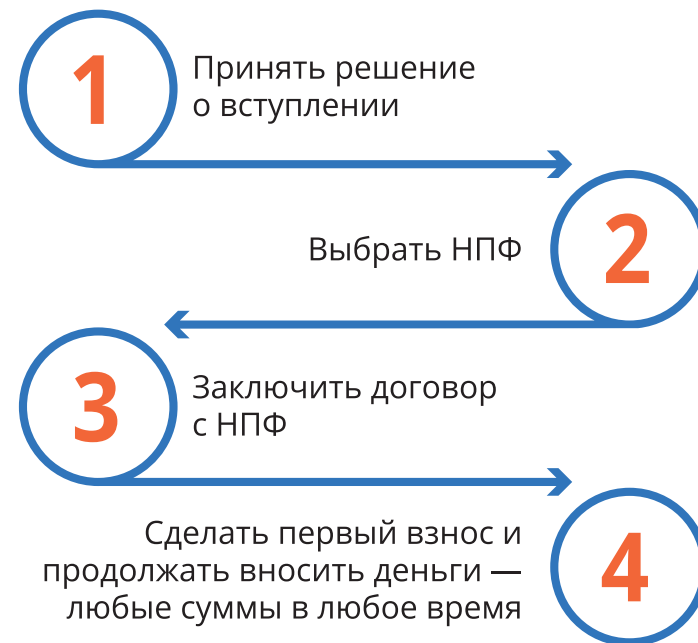 1
Принять решение
о вступлении
2
Выбрать НПФ
3
Заключить договор
с НПФ
4
Сделать первый взнос и
продолжать вносить деньги —
любые суммы в любое время